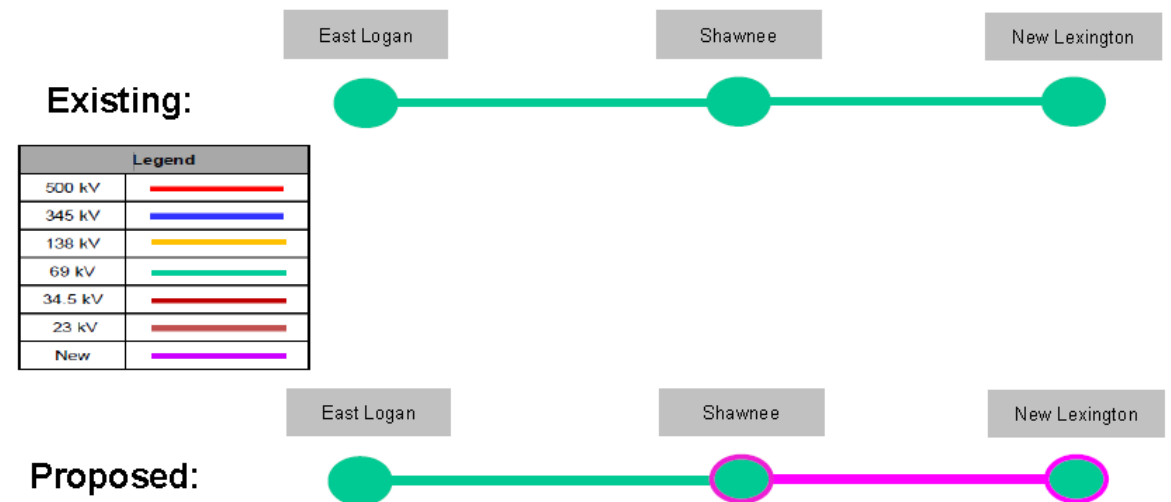 East Logan
Shawnee
New Lexington
Existing:
Legend
500 kV
345 kV
138 kV
69 kV
34.5 kV
23 kV
New
East Logan
Shawnee
New Lexington
Proposed: